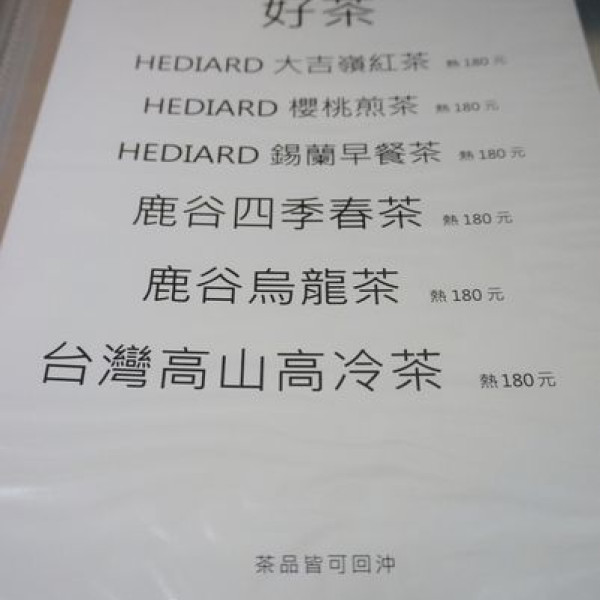 好茶
HEDIARD 大吉嶺紅茶 熱 180 元
HEDIARD 櫻桃煎茶 熱 180 元
HEDIARD 錫蘭早餐茶 熱 180 元
鹿谷四季春茶 熱 180 元
鹿谷烏龍茶 熱 180 元
台灣高山高冷茶 熱 180 元
茶品皆可回沖